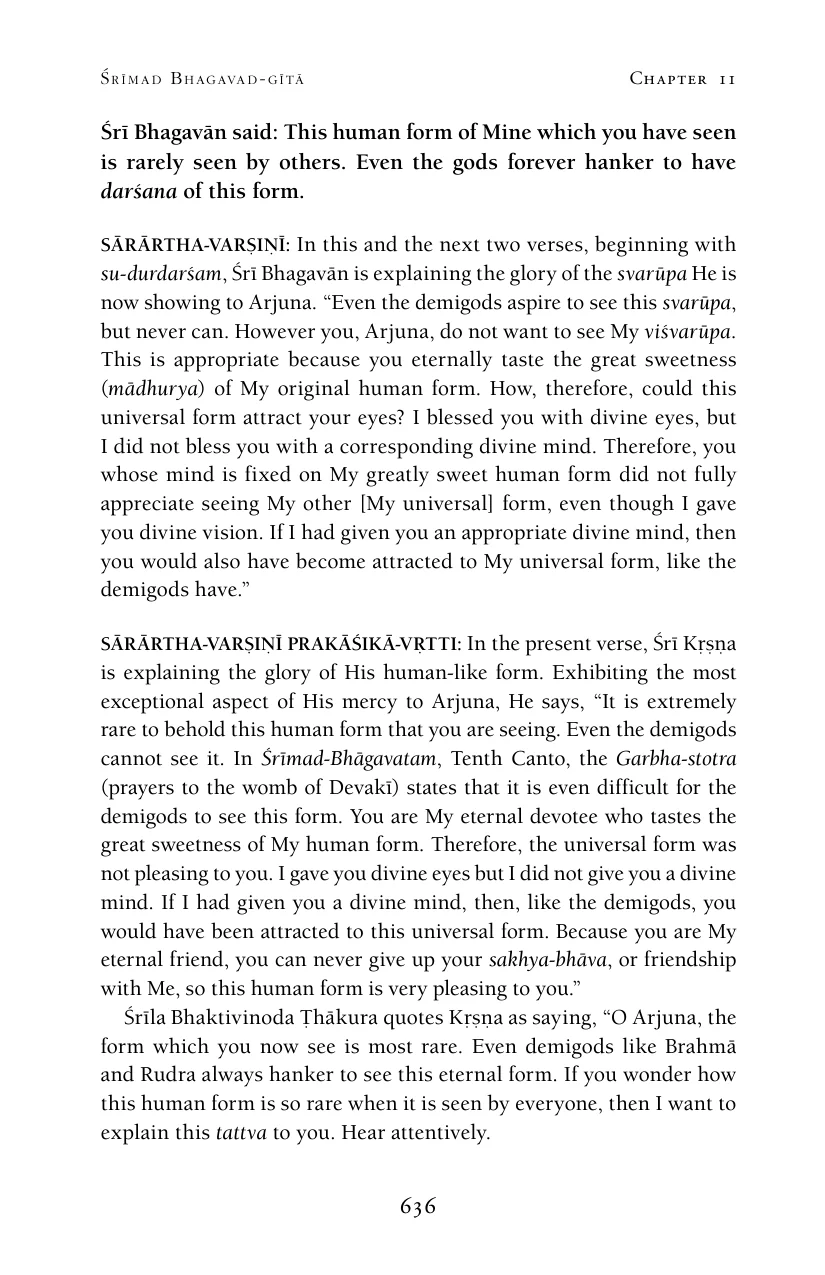 Śrīmad Bhagavad-gītā
Chapter 11
Śrī Bhagavān said: This human form of Mine which you have seen
is rarely seen by others. Even the gods forever hanker to have
darśana of this form.
SĀRĀRTHA-VARṢIṆĪ: In this and the next two verses, beginning with
su-durdarśam, Śrī Bhagavān is explaining the glory of the svarūpa He is
now showing to Arjuna. “Even the demigods aspire to see this svarūpa,
but never can. However you, Arjuna, do not want to see My viśvarūpa.
This is appropriate because you eternally taste the great sweetness
(mādhurya) of My original human form. How, therefore, could this
universal form attract your eyes? I blessed you with divine eyes, but
I did not bless you with a corresponding divine mind. Therefore, you
whose mind is fixed on My greatly sweet human form did not fully
appreciate seeing My other [My universal] form, even though I gave
you divine vision. If I had given you an appropriate divine mind, then
you would also have become attracted to My universal form, like the
demigods have.”
SĀRĀRTHA-VARṢIṆĪ PRAKĀŚIKĀ-VṚTTI: In the present verse, Śrī Kṛṣṇa
is explaining the glory of His human-like form. Exhibiting the most
exceptional aspect of His mercy to Arjuna, He says, “It is extremely
rare to behold this human form that you are seeing. Even the demigods
cannot see it. In Śrīmad-Bhāgavatam, Tenth Canto, the Garbha-stotra
(prayers to the womb of Devakī) states that it is even difficult for the
demigods to see this form. You are My eternal devotee who tastes the
great sweetness of My human form. Therefore, the universal form was
not pleasing to you. I gave you divine eyes but I did not give you a divine
mind. If I had given you a divine mind, then, like the demigods, you
would have been attracted to this universal form. Because you are My
eternal friend, you can never give up your sakhya-bhāva, or friendship
with Me, so this human form is very pleasing to you.”
Śrīla Bhaktivinoda Ṭhākura quotes Kṛṣṇa as saying, “O Arjuna, the
form which you now see is most rare. Even demigods like Brahmā
and Rudra always hanker to see this eternal form. If you wonder how
this human form is so rare when it is seen by everyone, then I want to
explain this tattva to you. Hear attentively.
636